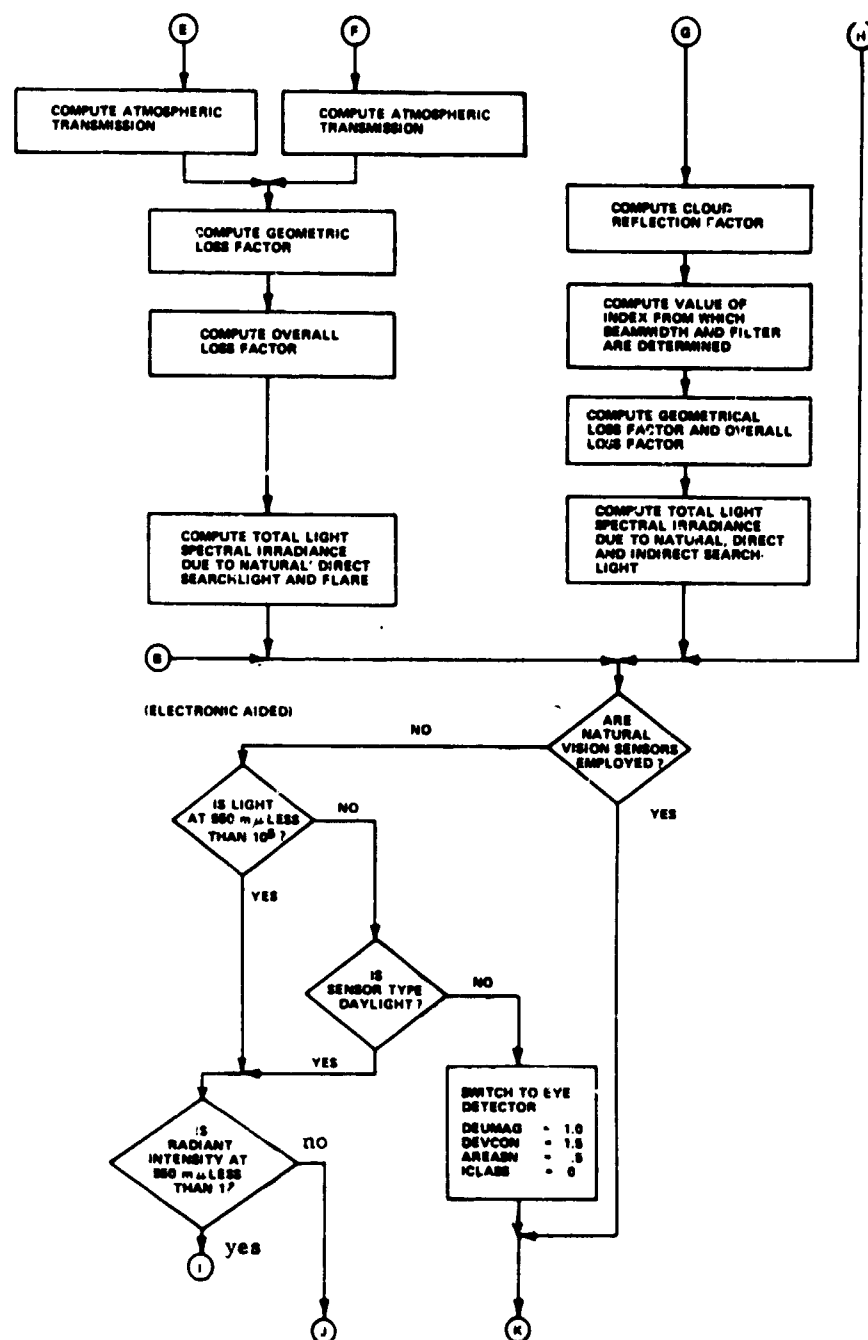 E
F
G
H
COMPUTE ATMOSPHERIC
TRANSMISSION
COMPUTE ATMOSPHERIC
TRANSMISSION
COMPUTE GEOMETRIC
LOSS FACTOR
COMPUTE OVERALL
LOSS FACTOR
COMPUTE TOTAL LIGHT
SPECTRAL IRRADIANCE
DUE TO NATURAL' DIRECT
SEARCHLIGHT AND FLARE
COMPUTE CLOUD
REFLECTION FACTOR
COMPUTE VALUE OF
INDEX FROM WHICH
BEAMWIDTH AND FILTER
ARE DETERMINED
COMPUTE GEOMETRICAL
LOSS FACTOR AND OVERALL
LOSS FACTOR
COMPUTE TOTAL LIGHT
SPECTRAL IRRADIANCE
DUE TO NATURAL, DIRECT
AND INDIRECT SEARCH-
LIGHT
(ELECTRONIC AIDED)
NO
ARE
NATURAL
VISION SENSORS
EMPLOYED ?
YES
IS LIGHT
AT 550 mμ LESS
THAN 10⁵ ?
NO
YES
IS
SENSOR TYPE
DAYLIGHT ?
NO
YES
SWITCH TO EYE
DETECTOR
DEUMAG = 1.0
DEVCON = 1.5
AREASN = .5
ICLASS = 0
IS
RADIANT
INTENSITY AT
550 mμ LESS
THAN 1?
no
yes
I
J
K